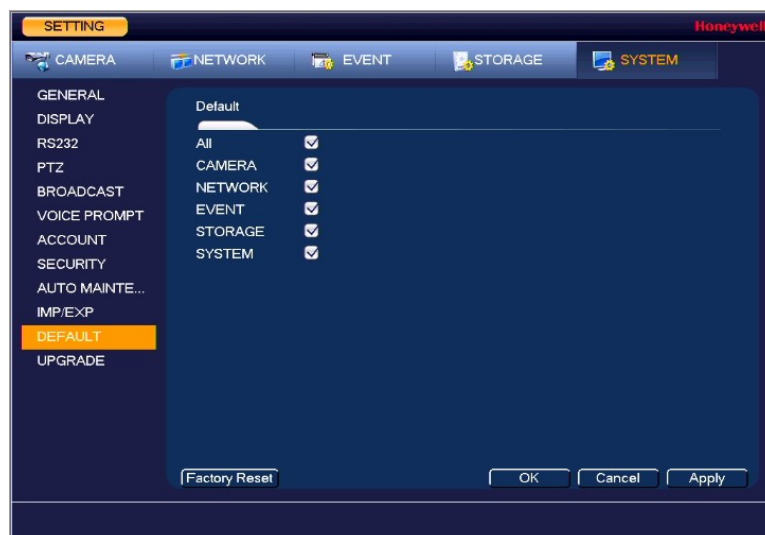 SETTING
Honeywell
CAMERA NETWORK EVENT STORAGE SYSTEM
GENERAL
DISPLAY
RS232
PTZ
BROADCAST
VOICE PROMPT
ACCOUNT
SECURITY
AUTO MAINTE...
IMP/EXP
DEFAULT
UPGRADE
Default
All
CAMERA
NETWORK
EVENT
STORAGE
SYSTEM
Factory Reset OK Cancel Apply